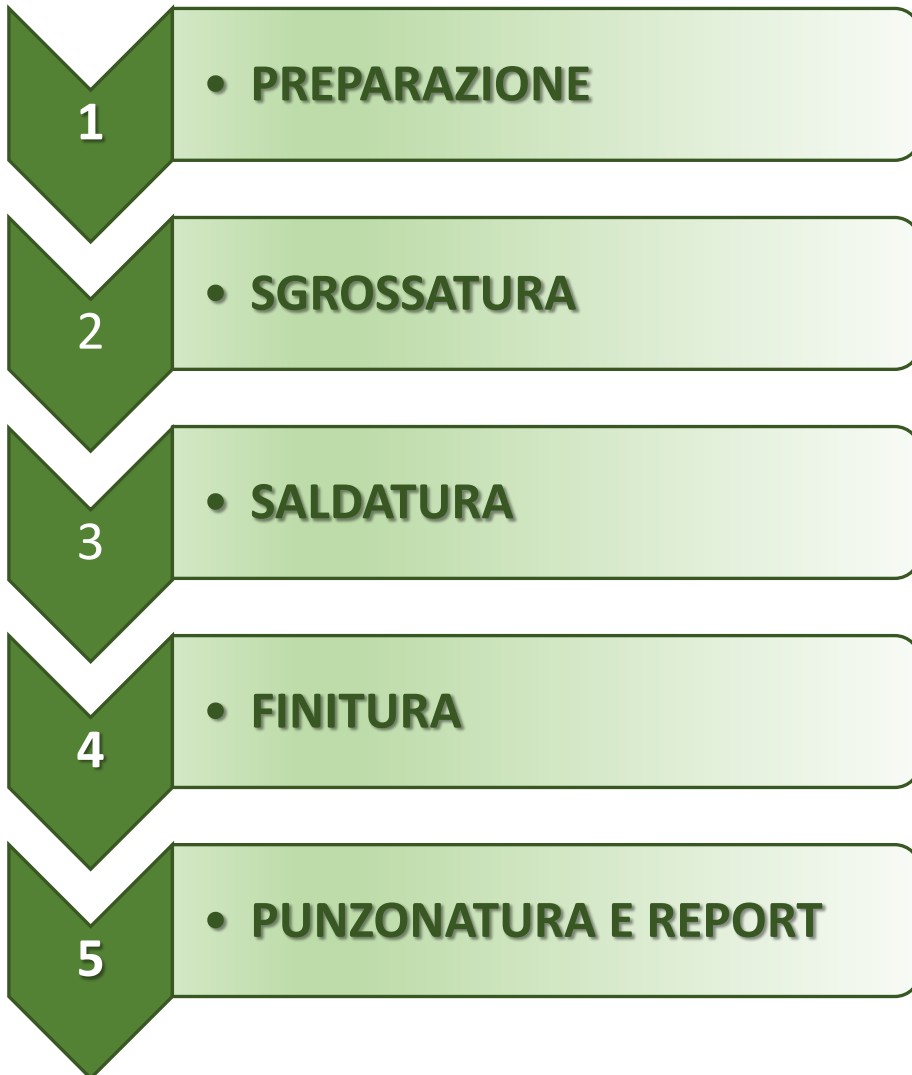 1
• PREPARAZIONE
2
• SGROSSATURA
3
• SALDATURA
4
• FINITURA
5
• PUNZONATURA E REPORT